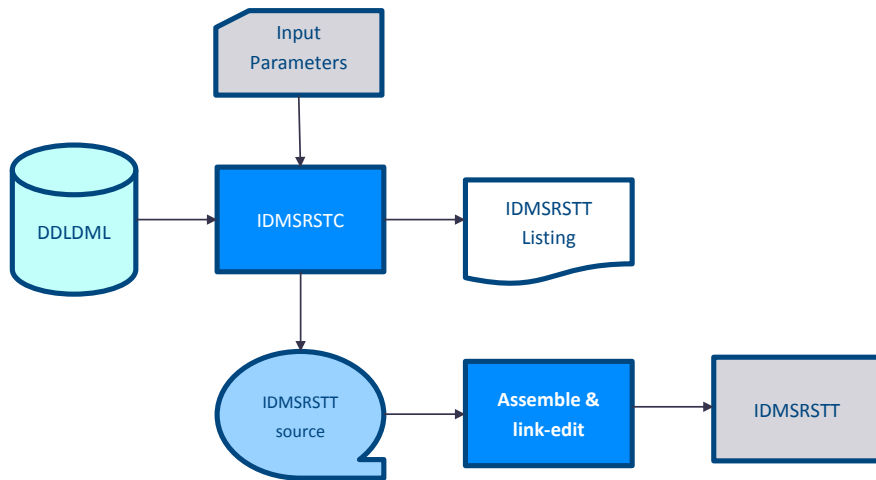 Input
Parameters
DDLDML
IDMSRSTC
IDMSRSTT
Listing
IDMSRSTT
source
Assemble &
link-edit
IDMSRSTT